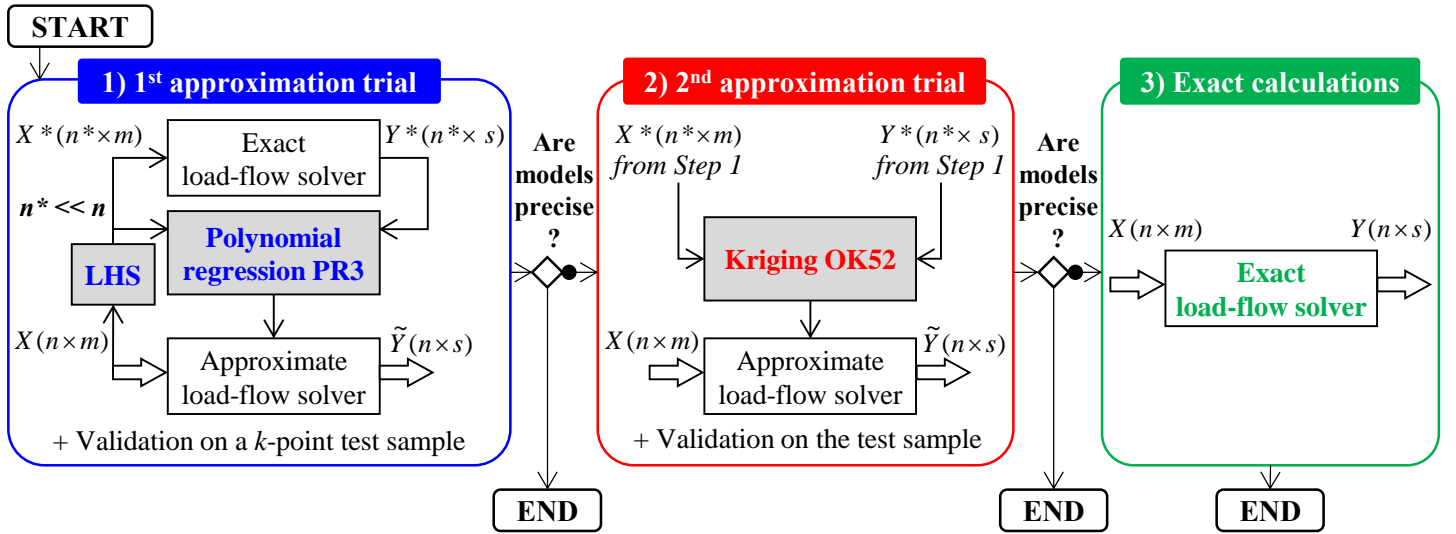 START
1) 1st approximation trial
X*(n*×m)
Exact
load-flow solver
Y*(n*× s)
n* << n
Polynomial
regression PR3
LHS
X(n×m)
Approximate
load-flow solver
Ỹ(n×s)
+ Validation on a k-point test sample
Are
models
precise
?
END
2) 2nd approximation trial
X*(n*×m)
from Step 1
Y*(n*× s)
from Step 1
Kriging OK52
X(n×m)
Approximate
load-flow solver
Ỹ(n×s)
+ Validation on the test sample
Are
models
precise
?
END
3) Exact calculations
X(n×m)
Exact
load-flow solver
Y(n×s)
END